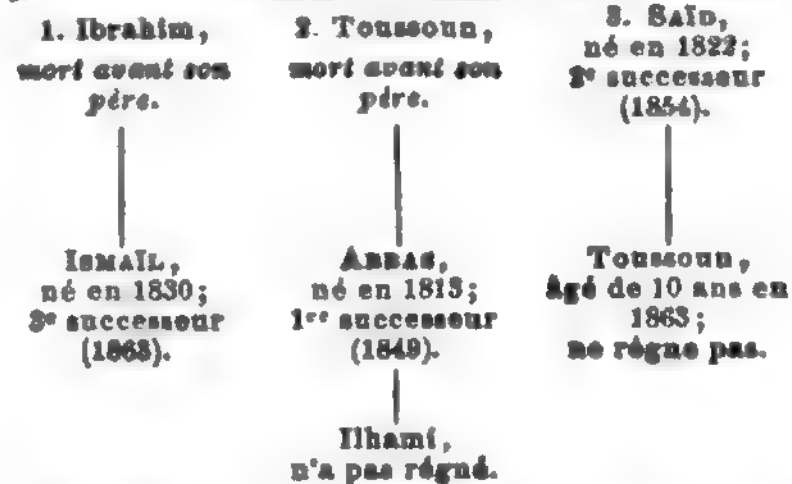 1. Ibrahim,
mort avant son
père.
2. Toussoun,
mort avant son
père.
3. SAÏD,
né en 1822;
2e successeur
(1854).
ISMAÏL,
né en 1830;
3e successeur
(1863).
ABBAS,
né en 1813;
1er successeur
(1849).
Toussoun,
âgé de 10 ans en
1863;
ne règne pas.
Ilhami,
n'a pas régné.